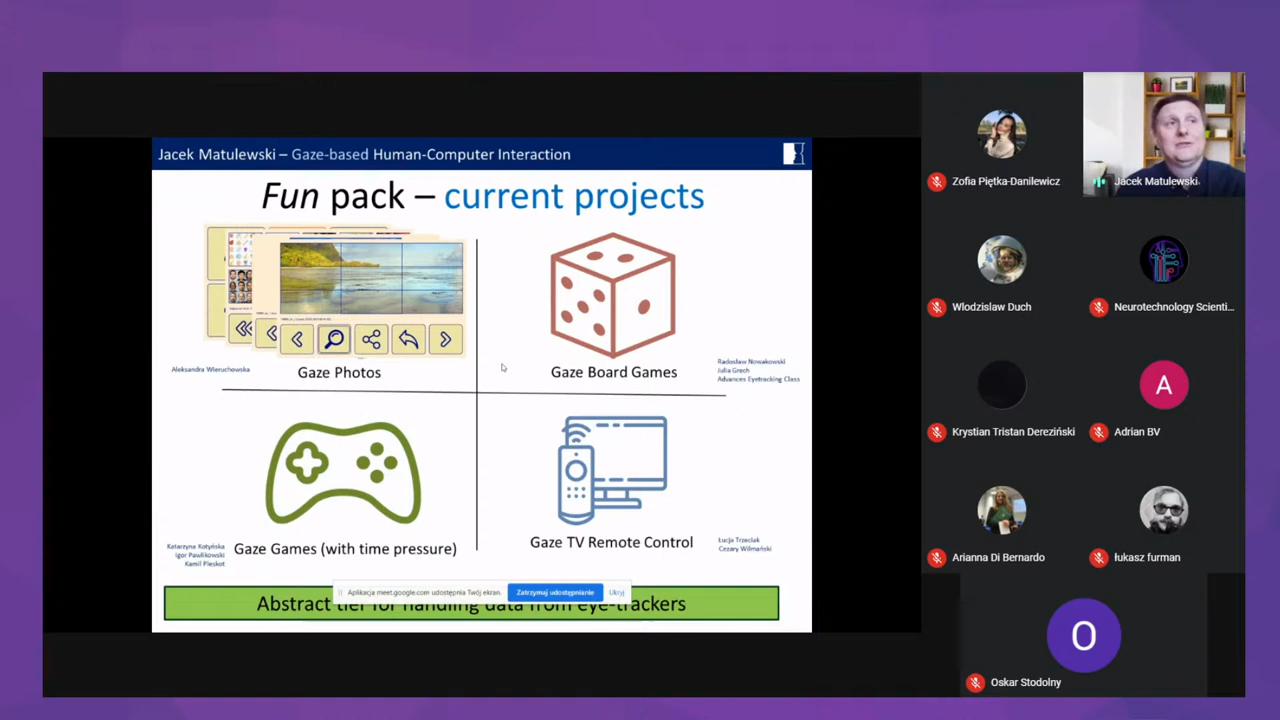 Jacek Matulewski – Gaze-based Human-Computer Interaction
Fun pack – current projects
Aleksandra Wieruchowska
Gaze Photos
Gaze Board Games
Radosław Nowakowski
Julia Grech
Advances Eyetracking Class
Katarzyna Kotyńska
Igor Pawlikowski
Kamil Pleskot
Gaze Games (with time pressure)
Gaze TV Remote Control
Łucja Trzeciak
Cezary Wilmański
Aplikacja meet.google.com udostępnia Twój ekran.
Zatrzymaj udostępnianie
Ukryj
Abstract tier for handling data from eye-trackers
Zofia Piętka-Danilewicz
Jacek Matulewski
Wlodzislaw Duch
Neurotechnology Scienti...
Krystian Tristan Dereziński
A
Adrian BV
Arianna Di Bernardo
łukasz furman
O
Oskar Stodolny